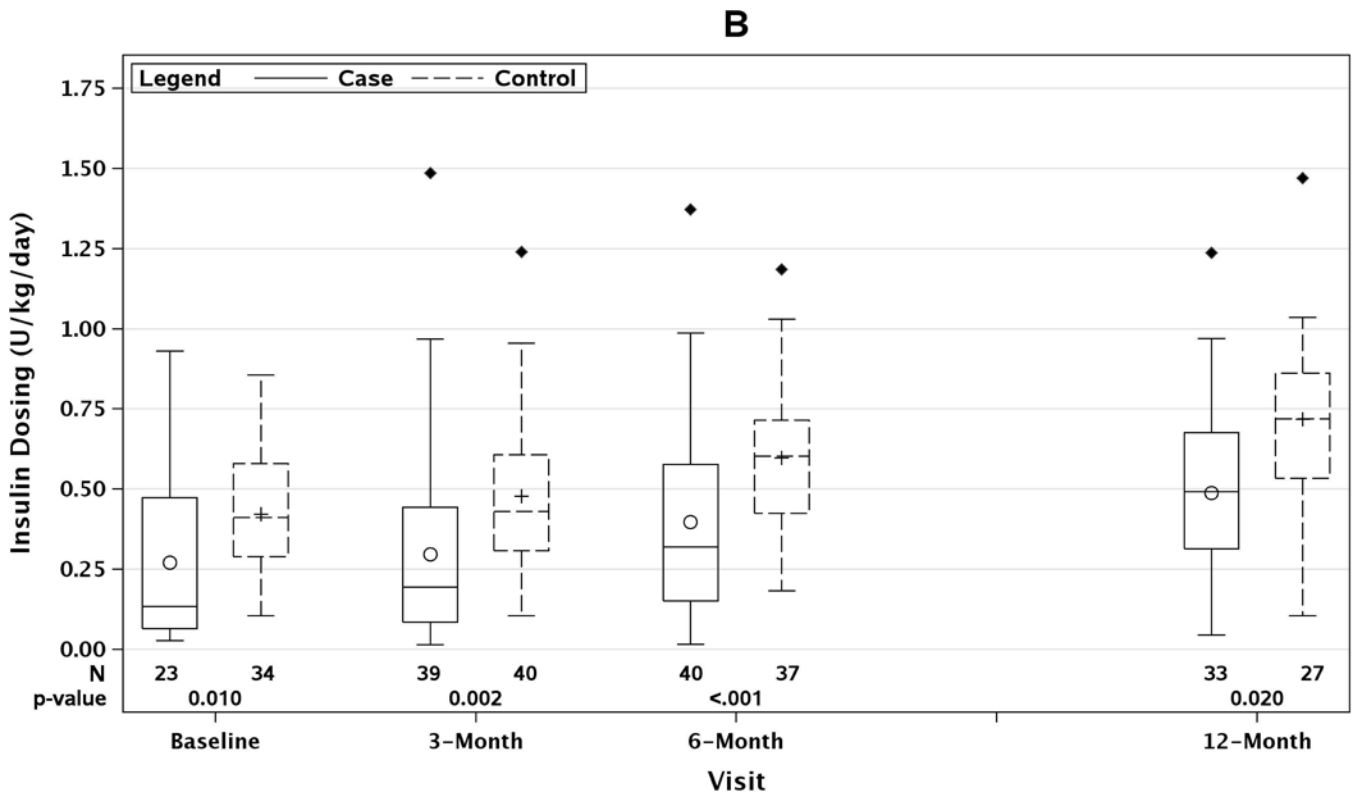 B
Legend Case Control
Insulin Dosing (U/kg/day)
1.75
1.50
1.25
1.00
0.75
0.50
0.25
0.00
N 23 34 39 40 40 37 33 27
p-value 0.010 0.002 <.001 0.020
Baseline 3-Month 6-Month 12-Month
Visit